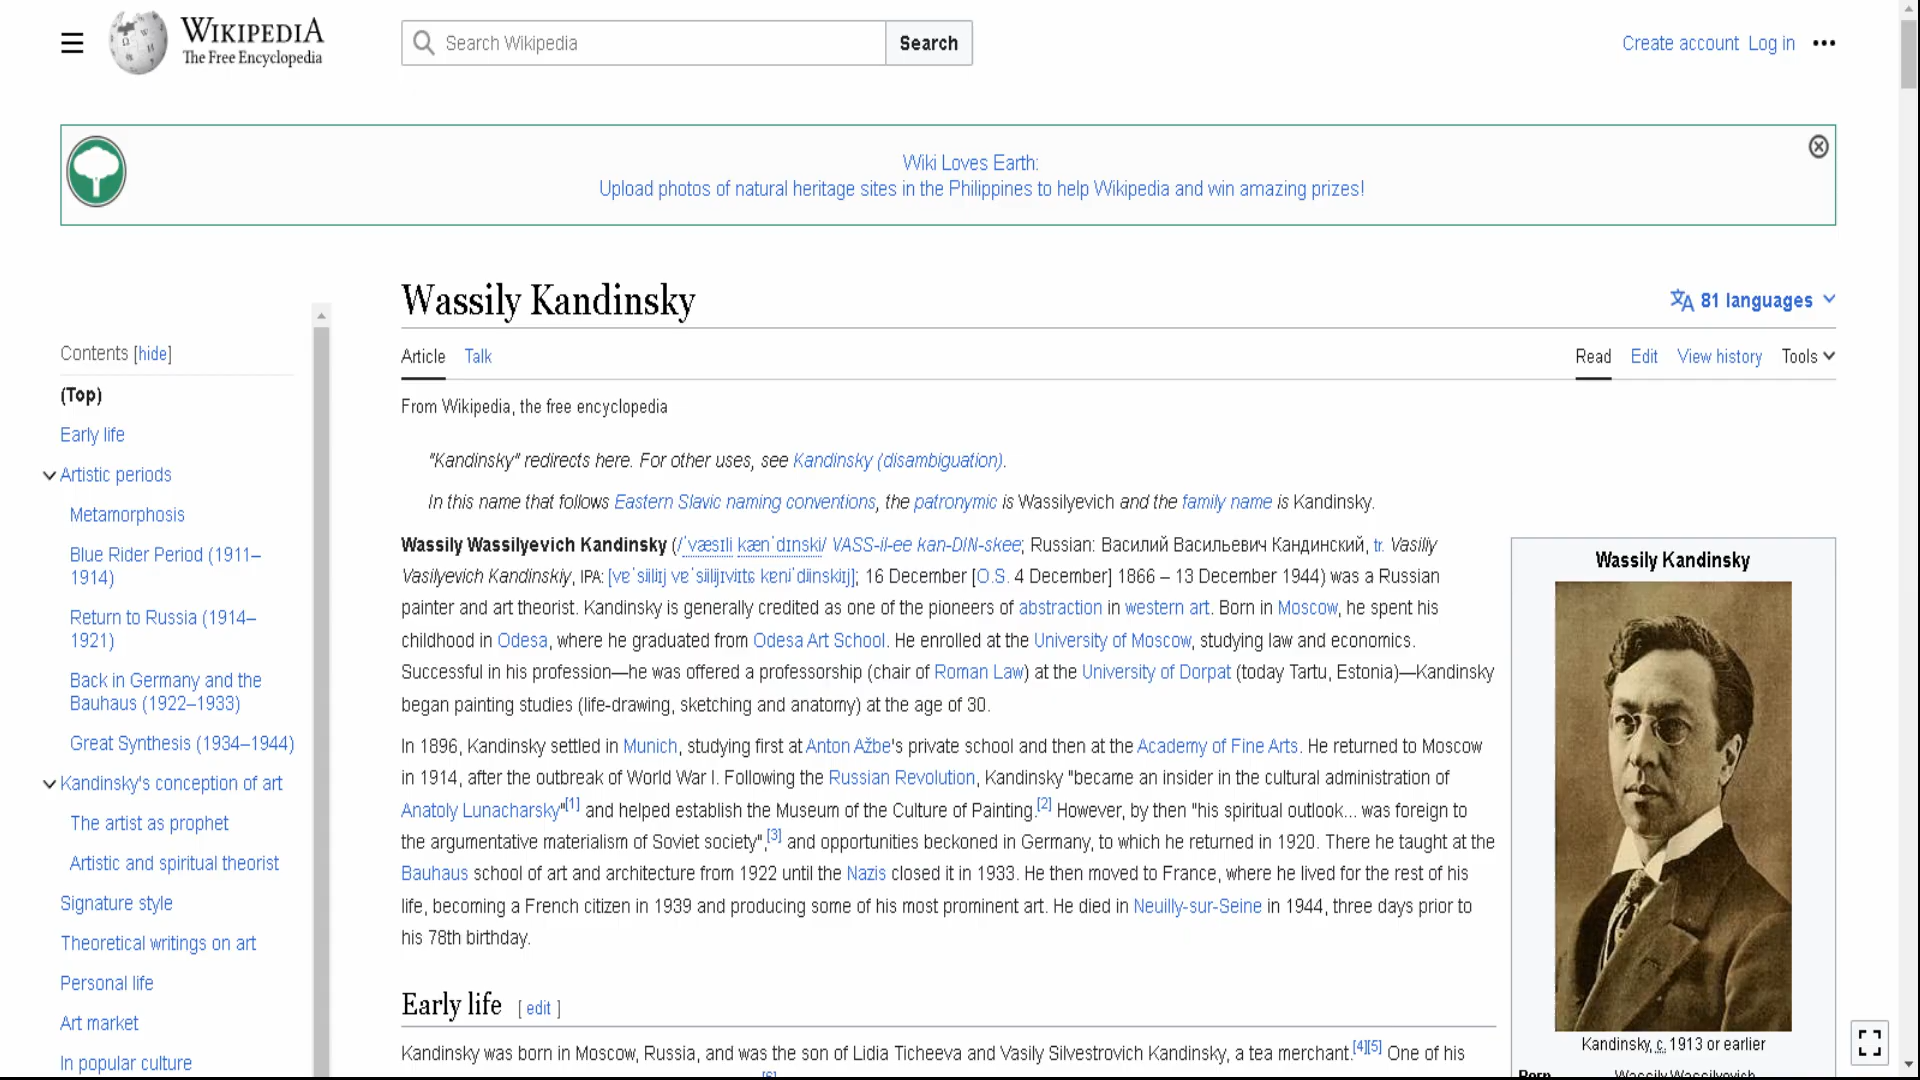 WIKIPEDIA
The Free Encyclopedia
Search Wikipedia
Search
Create account Log in
Wiki Loves Earth:
Upload photos of natural heritage sites in the Philippines to help Wikipedia and win amazing prizes!
Wassily Kandinsky
81 languages
Contents [hide]
(Top)
Early life
Artistic periods
Metamorphosis
Blue Rider Period (1911–
1914)
Return to Russia (1914–
1921)
Back in Germany and the
Bauhaus (1922–1933)
Great Synthesis (1934–1944)
Kandinsky's conception of art
The artist as prophet
Artistic and spiritual theorist
Signature style
Theoretical writings on art
Personal life
Art market
In popular culture
Article Talk
Read Edit View history Tools
From Wikipedia, the free encyclopedia
"Kandinsky" redirects here. For other uses, see Kandinsky (disambiguation).
In this name that follows Eastern Slavic naming conventions, the patronymic is Wassilyevich and the family name is Kandinsky.
Wassily Wassilyevich Kandinsky (/ˈvæsɪli kænˈdɪnski/ VASS-il-ee kan-DIN-skee; Russian: Василий Васильевич Кандинский, tr. Vasiliy
Vasilyevich Kandinskiy, IPA: [vɐˈsʲilʲɪj vɐˈsʲilʲjɪvʲɪtɕ kɐnʲˈdʲinskʲɪj]; 16 December [O.S. 4 December] 1866 – 13 December 1944) was a Russian
painter and art theorist. Kandinsky is generally credited as one of the pioneers of abstraction in western art. Born in Moscow, he spent his
childhood in Odesa, where he graduated from Odesa Art School. He enrolled at the University of Moscow, studying law and economics.
Successful in his profession—he was offered a professorship (chair of Roman Law) at the University of Dorpat (today Tartu, Estonia)—Kandinsky
began painting studies (life-drawing, sketching and anatomy) at the age of 30.
In 1896, Kandinsky settled in Munich, studying first at Anton Ažbe's private school and then at the Academy of Fine Arts. He returned to Moscow
in 1914, after the outbreak of World War I. Following the Russian Revolution, Kandinsky "became an insider in the cultural administration of
Anatoly Lunacharsky"[1] and helped establish the Museum of the Culture of Painting.[2] However, by then "his spiritual outlook... was foreign to
the argumentative materialism of Soviet society",[3] and opportunities beckoned in Germany, to which he returned in 1920. There he taught at the
Bauhaus school of art and architecture from 1922 until the Nazis closed it in 1933. He then moved to France, where he lived for the rest of his
life, becoming a French citizen in 1939 and producing some of his most prominent art. He died in Neuilly-sur-Seine in 1944, three days prior to
his 78th birthday.
Early life [ edit ]
Kandinsky was born in Moscow, Russia, and was the son of Lidia Ticheeva and Vasily Silvestrovich Kandinsky, a tea merchant.[4][5] One of his
Wassily Kandinsky
Kandinsky, c. 1913 or earlier
Born Wassily Wassilyevich